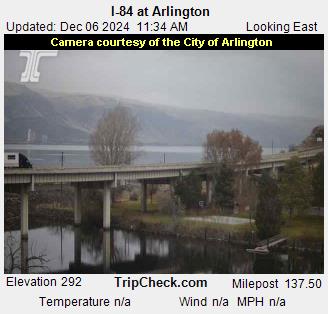 I-84 at Arlington
Updated: Dec 06 2024 11:34 AM Looking East
Camera courtesy of the City of Arlington
Elevation 292 TripCheck.com Milepost 137.50
Temperature n/a Wind n/a MPH n/a